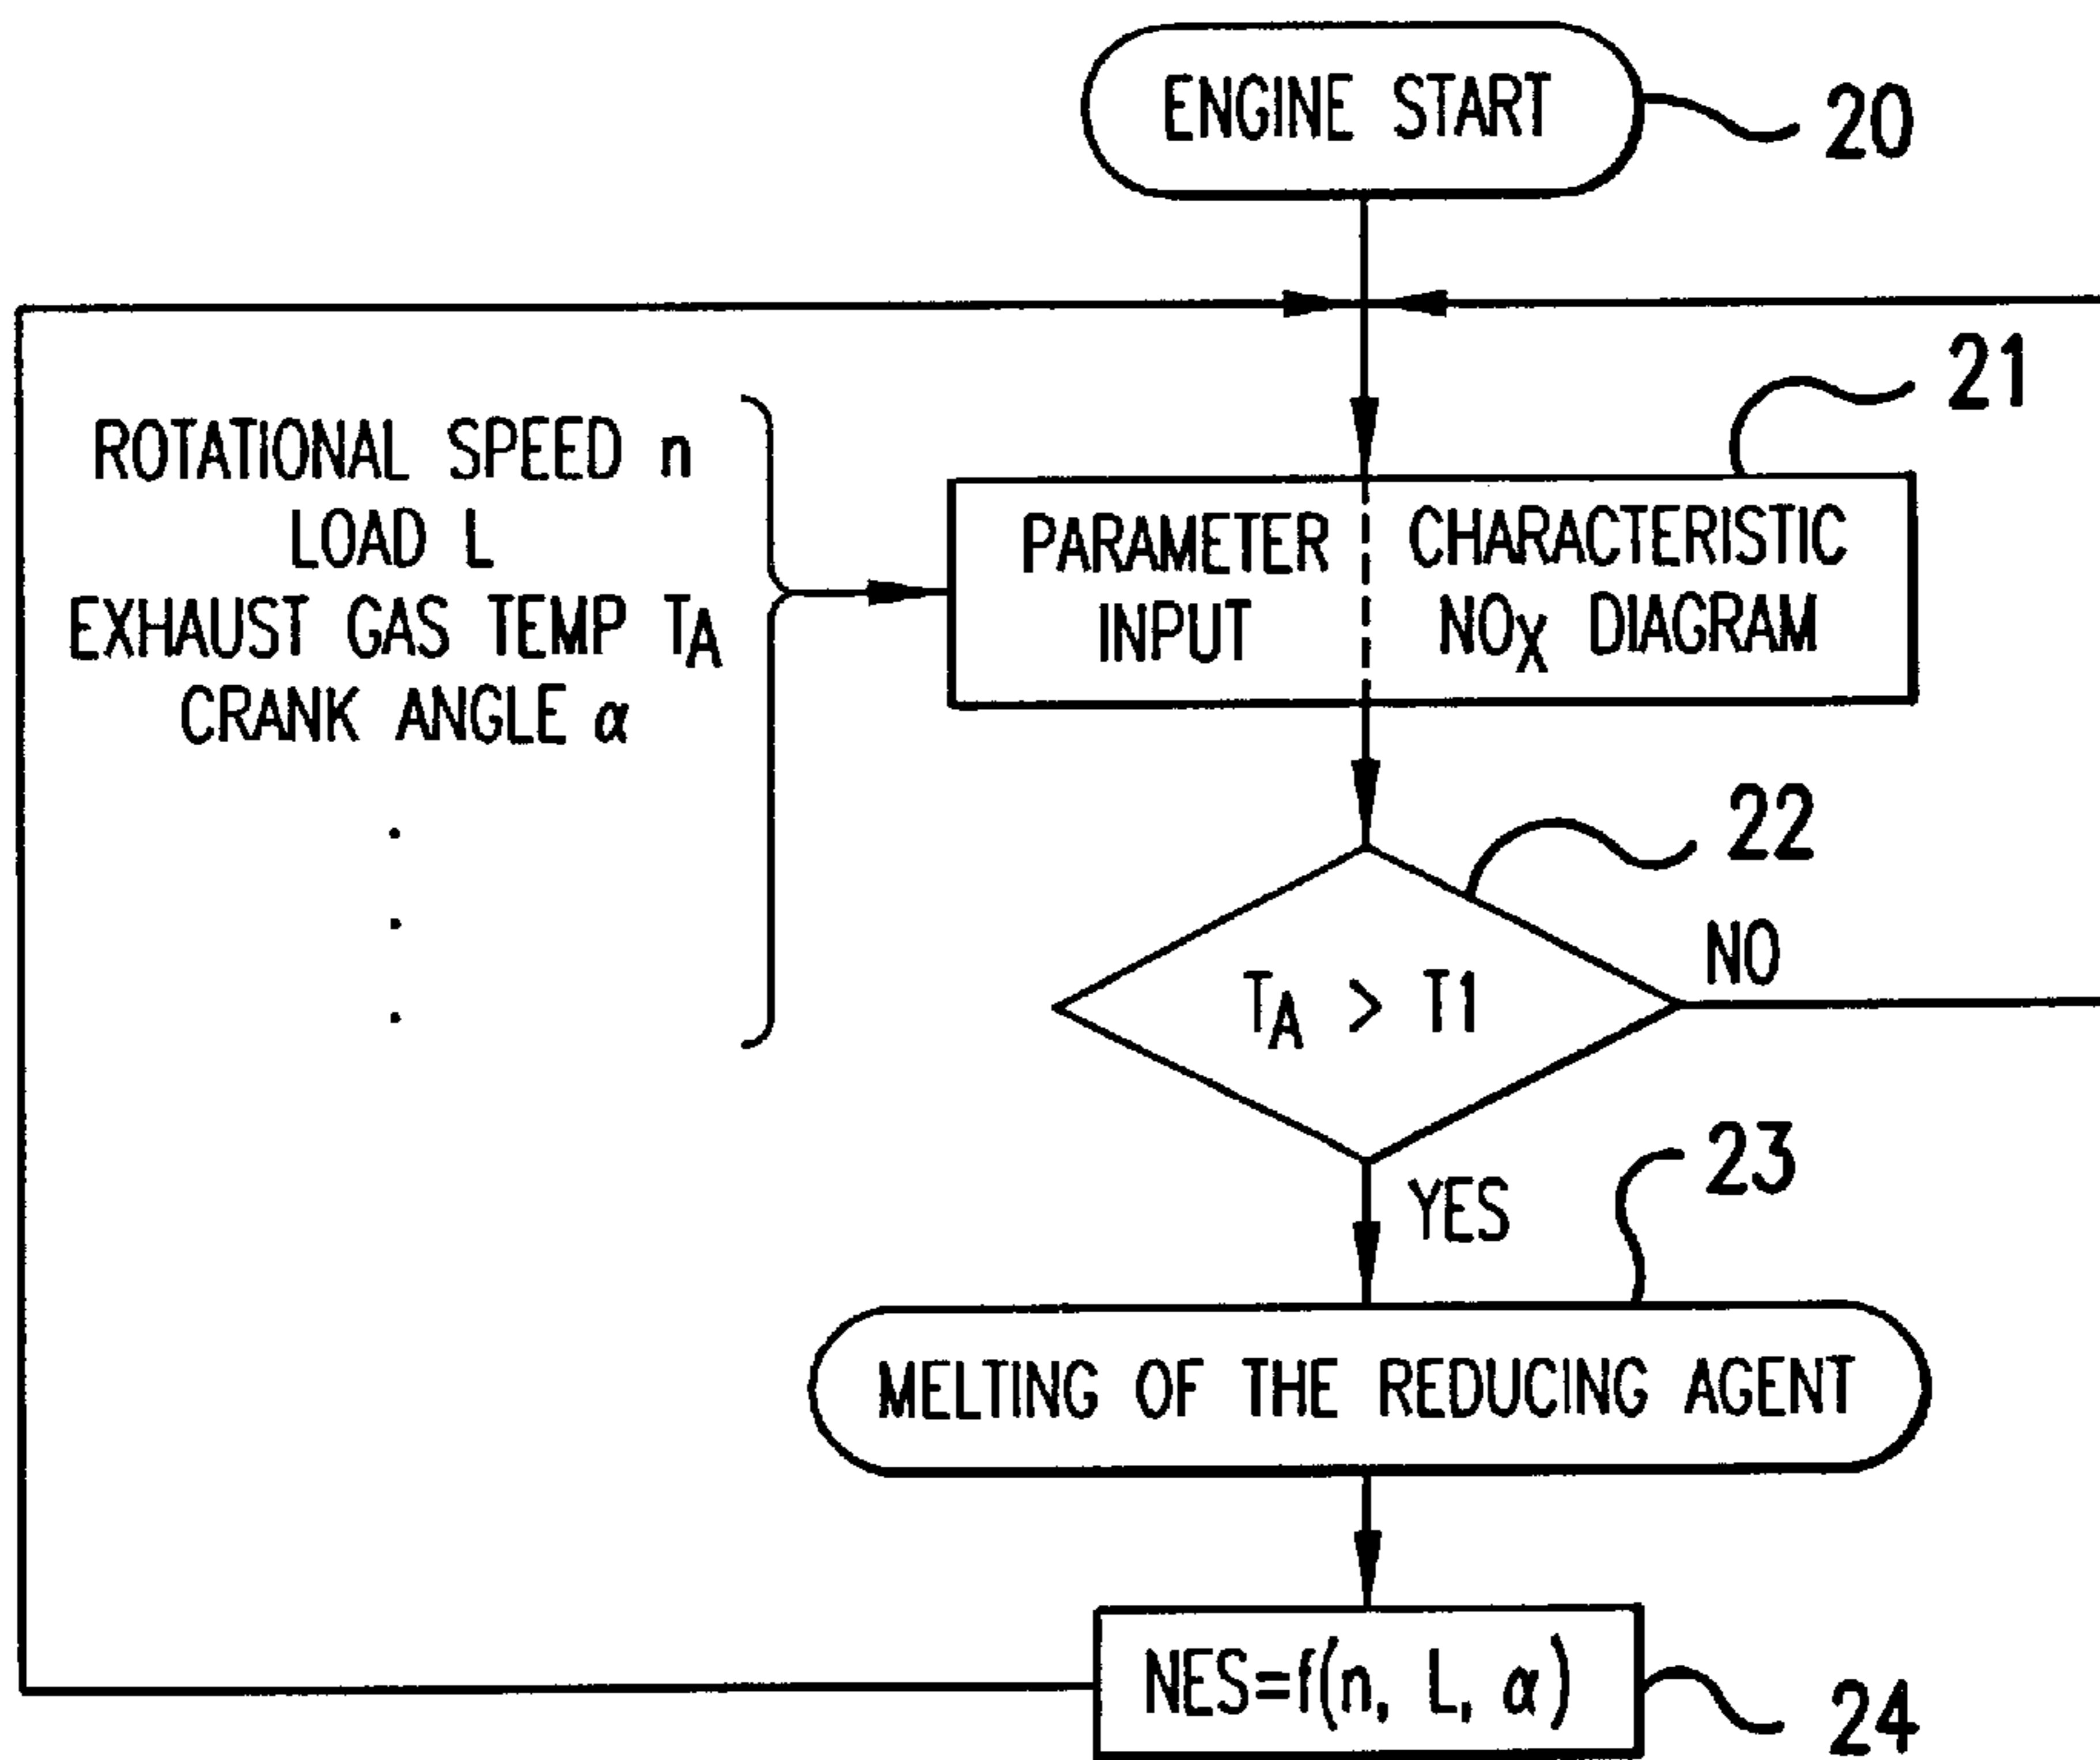 ENGINE START
20
21
ROTATIONAL SPEED n
LOAD L
EXHAUST GAS TEMP TA
CRANK ANGLE α
.
.
.
PARAMETER
INPUT
CHARACTERISTIC
NOX DIAGRAM
22
TA > T1
NO
YES
23
MELTING OF THE REDUCING AGENT
NES=f(n, L, α)
24